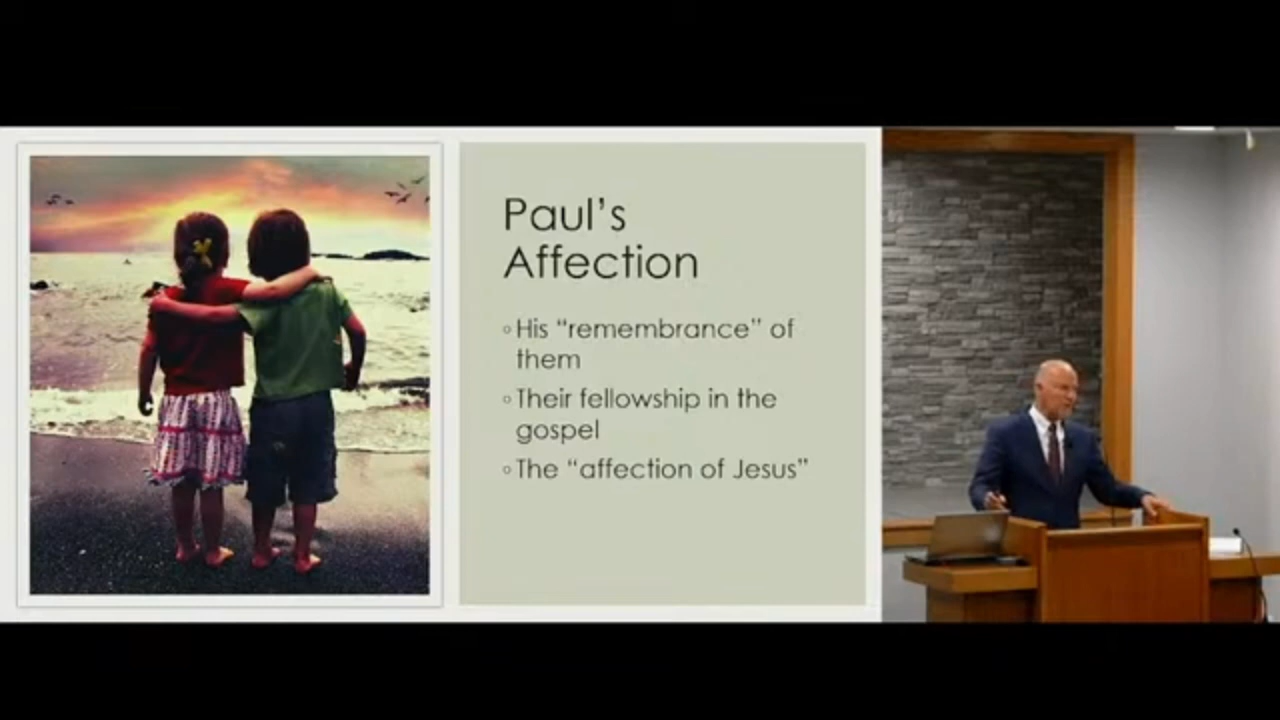 Paul’s
Affection
◦His “remembrance” of
them
◦Their fellowship in the
gospel
◦The “affection of Jesus”